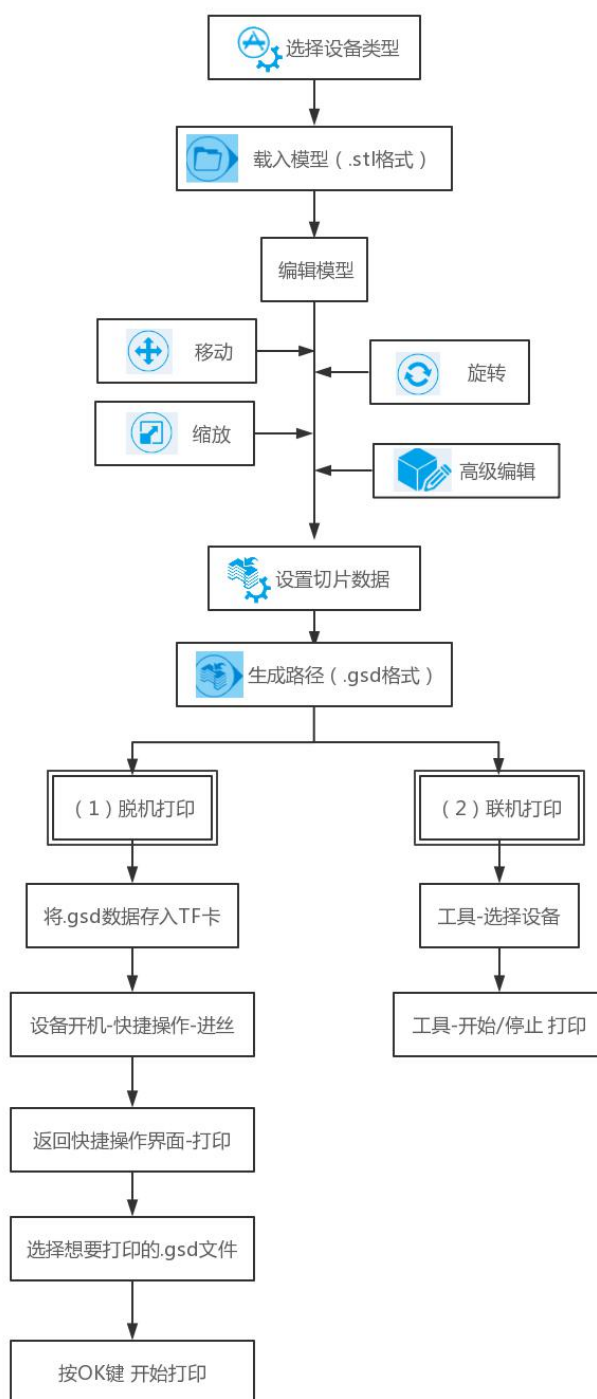 选择设备类型
载入模型（.stl格式）
编辑模型
移动
旋转
缩放
高级编辑
设置切片数据
生成路径（.gsd格式）
（1）脱机打印
（2）联机打印
将.gsd数据存入TF卡
工具-选择设备
设备开机-快捷操作-进丝
工具-开始/停止 打印
返回快捷操作界面-打印
选择想要打印的.gsd文件
按OK键 开始打印